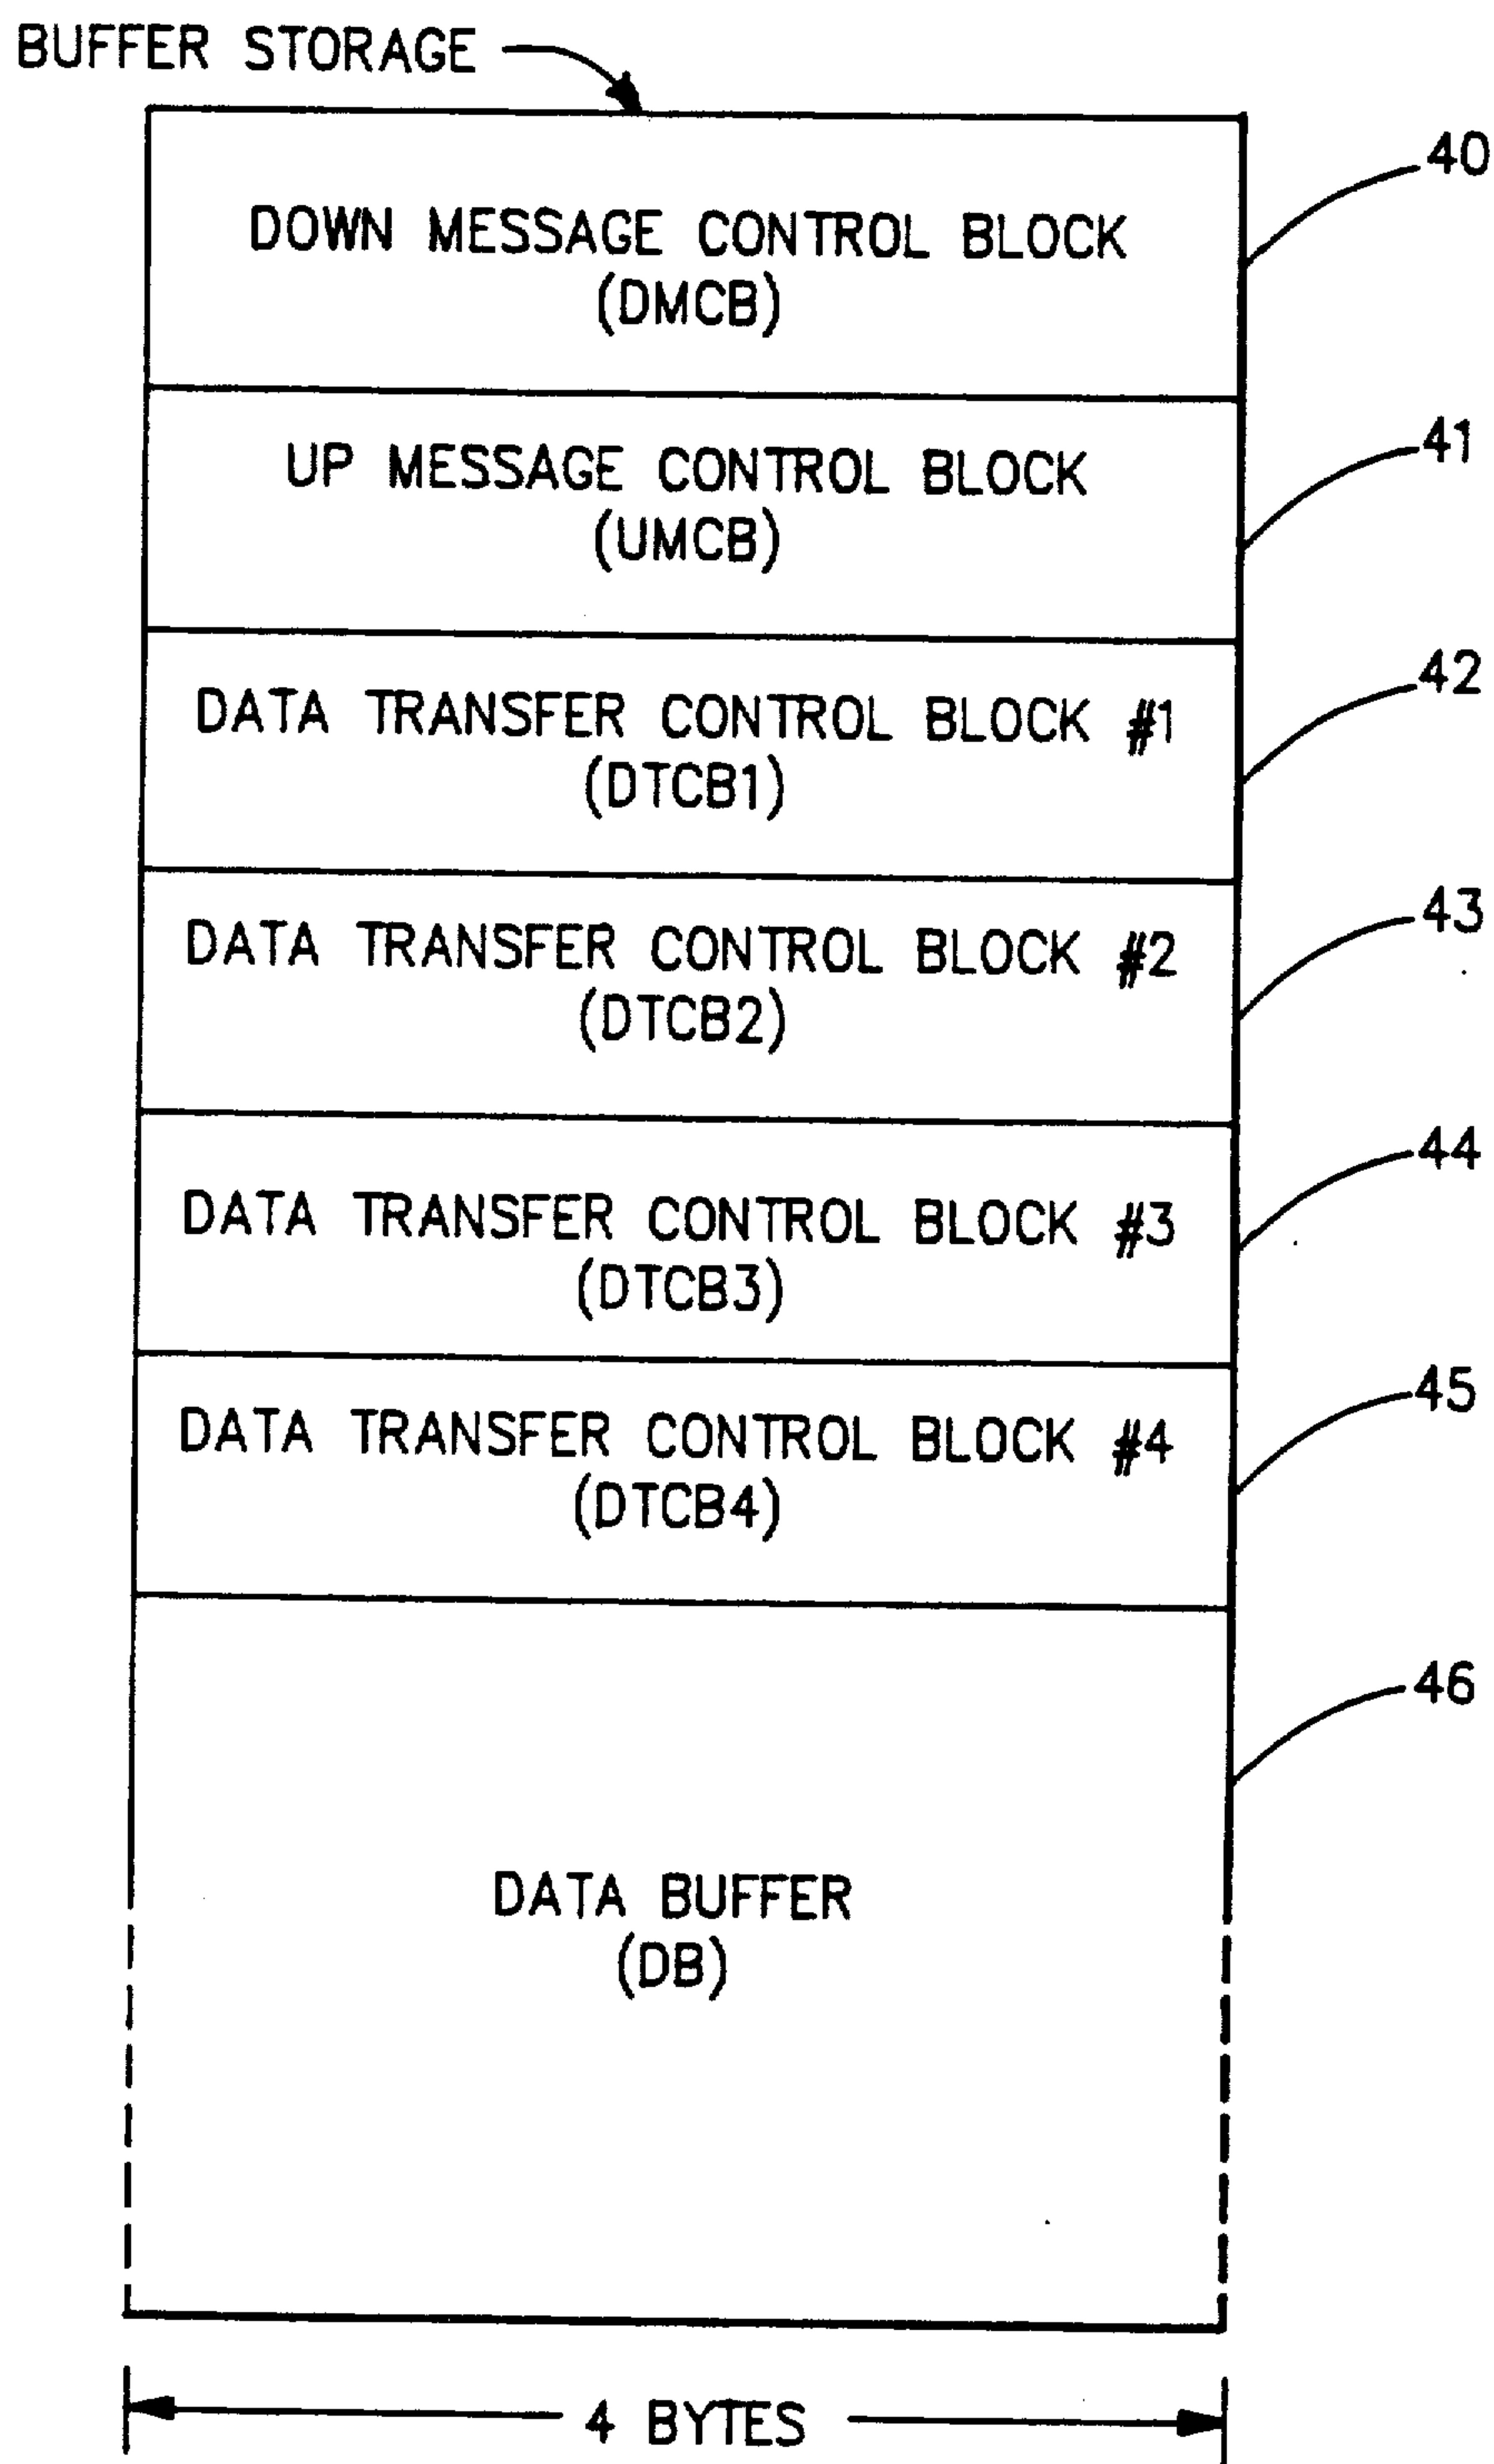 BUFFER STORAGE
40
DOWN MESSAGE CONTROL BLOCK
(DMCB)
41
UP MESSAGE CONTROL BLOCK
(UMCB)
42
DATA TRANSFER CONTROL BLOCK #1
(DTCB1)
43
DATA TRANSFER CONTROL BLOCK #2
(DTCB2)
44
DATA TRANSFER CONTROL BLOCK #3
(DTCB3)
45
DATA TRANSFER CONTROL BLOCK #4
(DTCB4)
46
DATA BUFFER
(DB)
4 BYTES